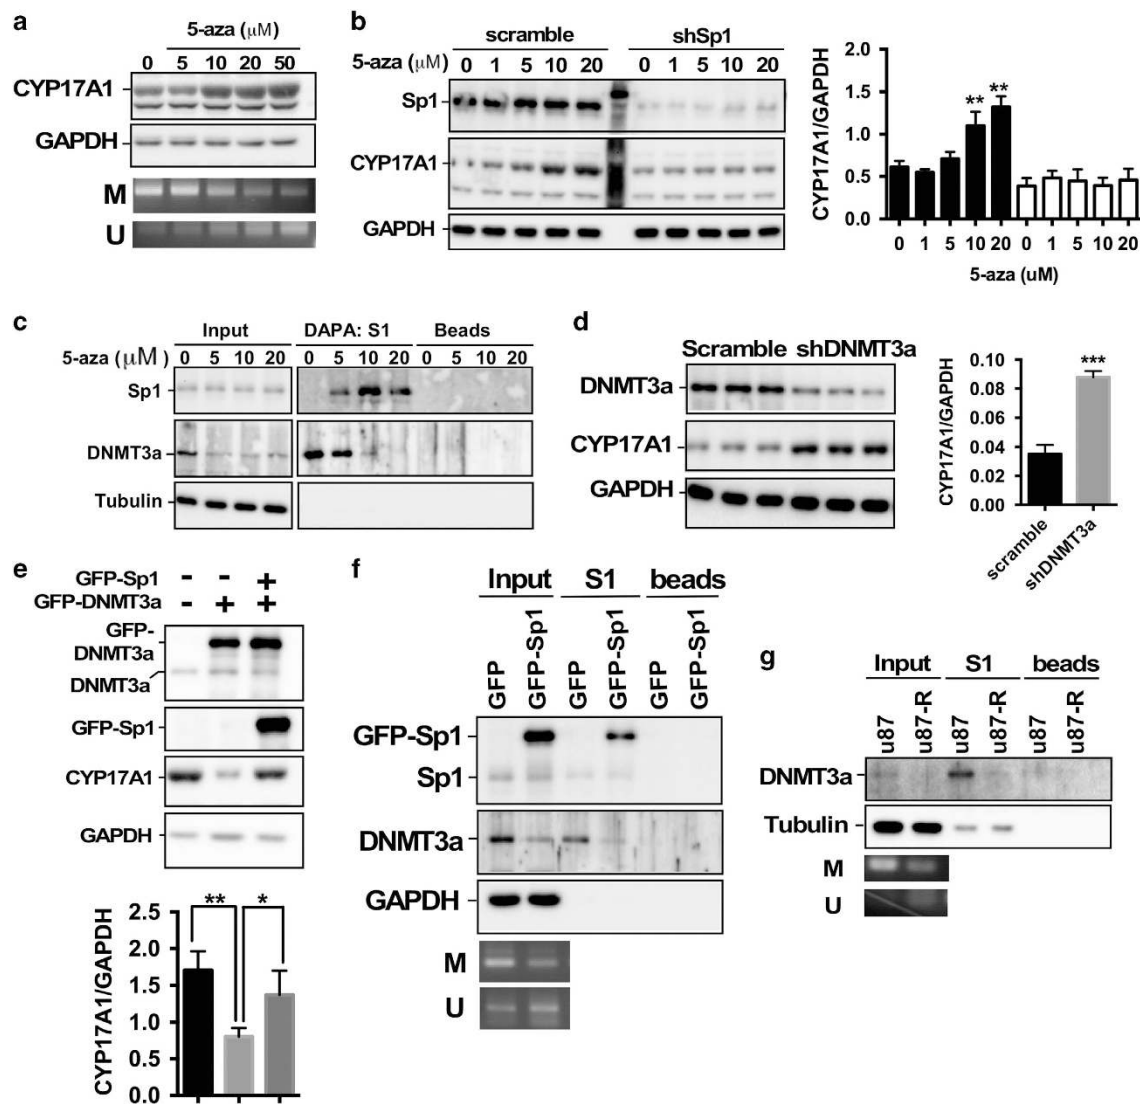 a
5-aza (μM)
0 5 10 20 50
CYP17A1
GAPDH
M
U
b
scramble shSp1
5-aza (μM) 0 1 5 10 20 0 1 5 10 20
Sp1
CYP17A1
GAPDH
CYP17A1/GAPDH
2.0
1.5
1.0
0.5
0.0
** **
0 1 5 10 20 0 1 5 10 20
5-aza (uM)
c
Input DAPA: S1 Beads
5-aza (μM) 0 5 10 20 0 5 10 20 0 5 10 20
Sp1
DNMT3a
Tubulin
d
Scramble shDNMT3a
DNMT3a
CYP17A1
GAPDH
CYP17A1/GAPDH
0.10
0.08
0.06
0.04
0.02
0.00
***
scramble
shDNMT3a
e
GFP-Sp1 - - +
GFP-DNMT3a - + +
GFP-
DNMT3a
DNMT3a
GFP-Sp1
CYP17A1
GAPDH
CYP17A1/GAPDH
2.5
2.0
1.5
1.0
0.5
0.0
** *
f
Input S1 beads
GFP GFP-Sp1 GFP GFP-Sp1 GFP GFP-Sp1
GFP-Sp1
Sp1
DNMT3a
GAPDH
M
U
g
Input S1 beads
u87 u87-R u87 u87-R u87 u87-R
DNMT3a
Tubulin
M
U